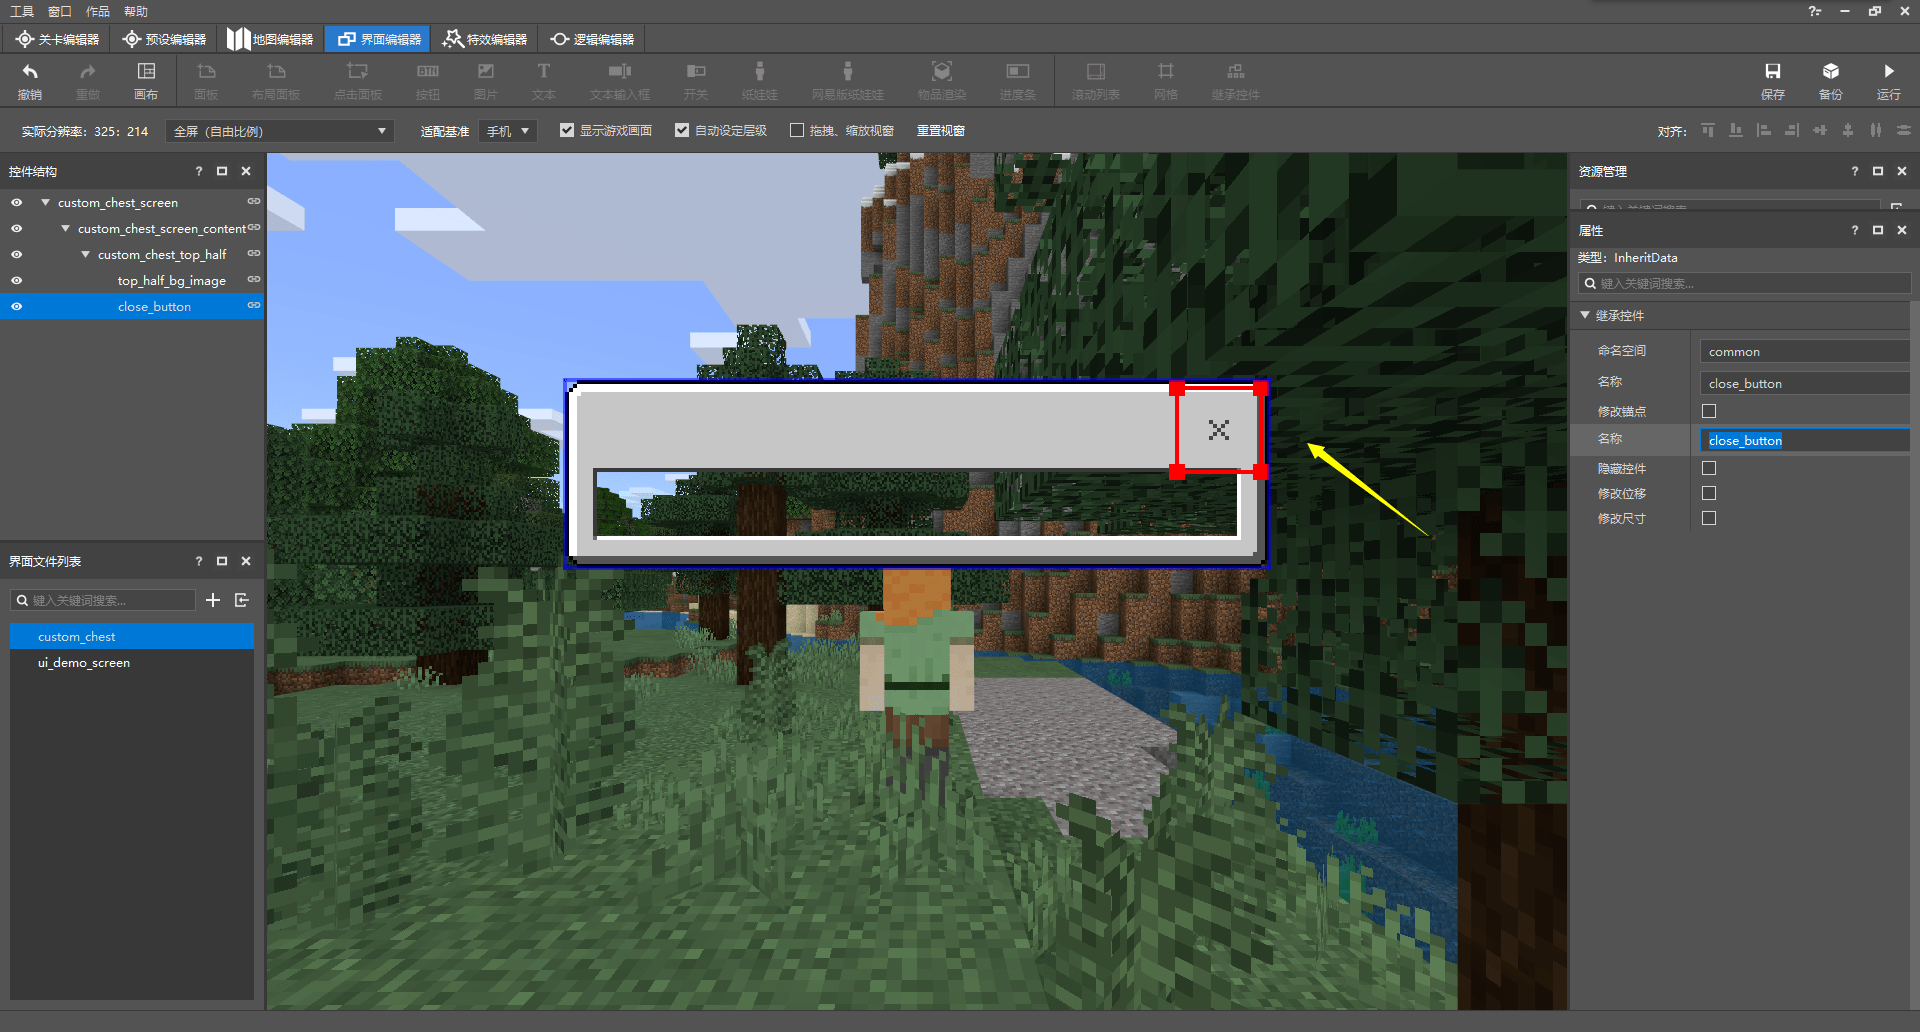 工具 窗口 作品 帮助
关卡编辑器 预设编辑器 地图编辑器 界面编辑器 特效编辑器 逻辑编辑器
撤销 重做 画布 面板 布局面板 点击面板 按钮 图片 文本 文本输入框 开关 纸娃娃 网易版纸娃娃 物品渲染 进度条 滚动列表 网格 继承控件 保存 备份 运行
实际分辨率：325：214 全屏（自由比例） 适配基准 手机 显示游戏画面 自动设定层级 拖拽、缩放视窗 重置视窗 对齐：
控件结构
custom_chest_screen
custom_chest_screen_content
custom_chest_top_half
top_half_bg_image
close_button
界面文件列表
键入关键词搜索...
custom_chest
ui_demo_screen
资源管理
键入关键词搜索
属性
类型：InheritData
键入关键词搜索...
继承控件
命名空间 common
名称 close_button
修改锚点
名称 close_button
隐藏控件
修改位移
修改尺寸